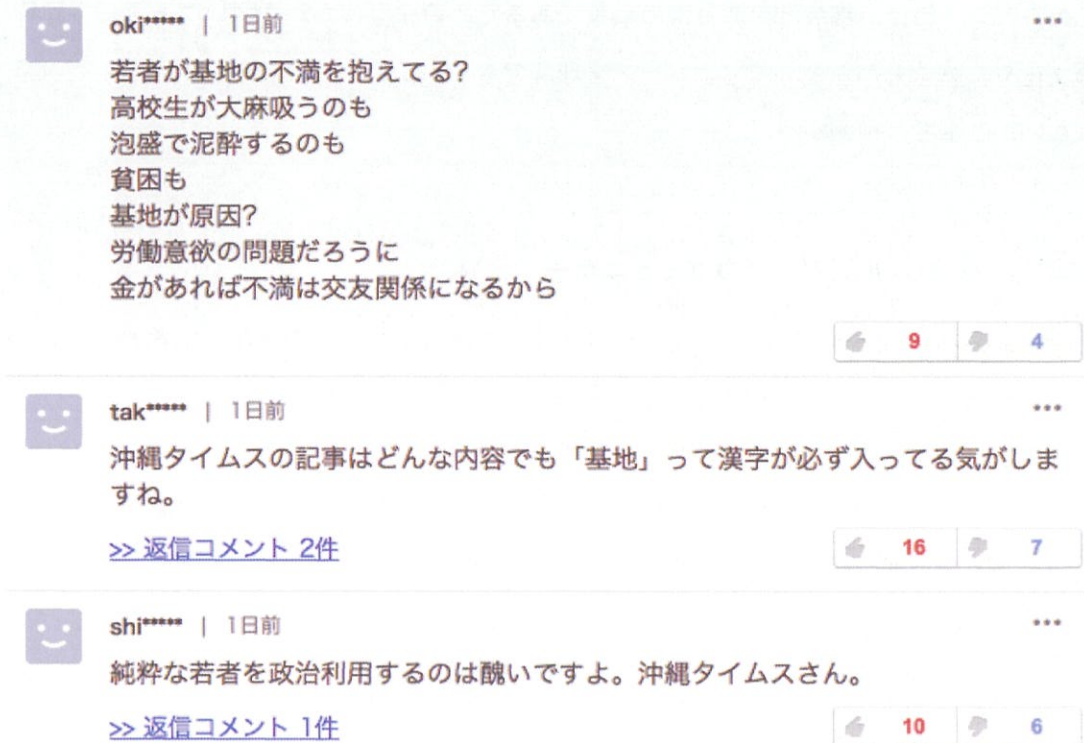 oki***** | 1日前
若者が基地の不満を抱えてる?
高校生が大麻吸うのも
泡盛で泥酔するのも
貧困も
基地が原因?
労働意欲の問題だろうに
金があれば不満は交友関係になるから
9 4
tak***** | 1日前
沖縄タイムスの記事はどんな内容でも「基地」って漢字が必ず入ってる気がしま
すね。
>> 返信コメント 2件
16 7
shi***** | 1日前
純粋な若者を政治利用するのは醜いですよ。沖縄タイムスさん。
>> 返信コメント 1件
10 6